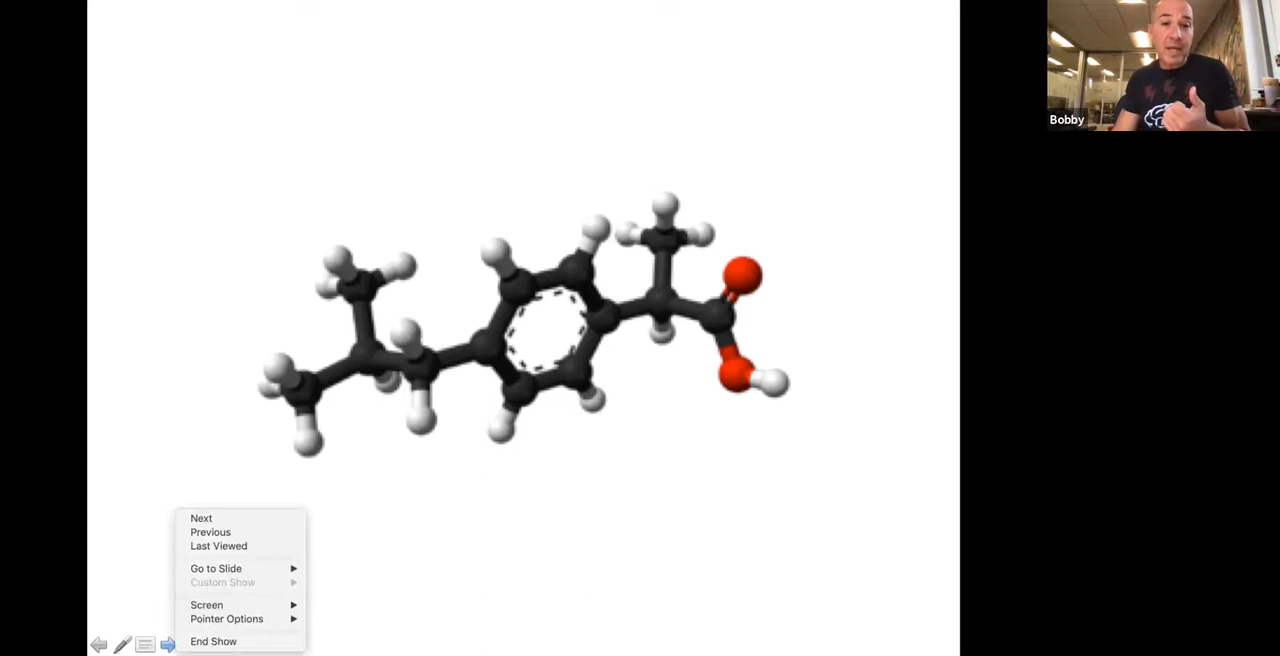 Bobby
Next
Previous
Last Viewed
Go to Slide
Custom Show
Screen
Pointer Options
End Show